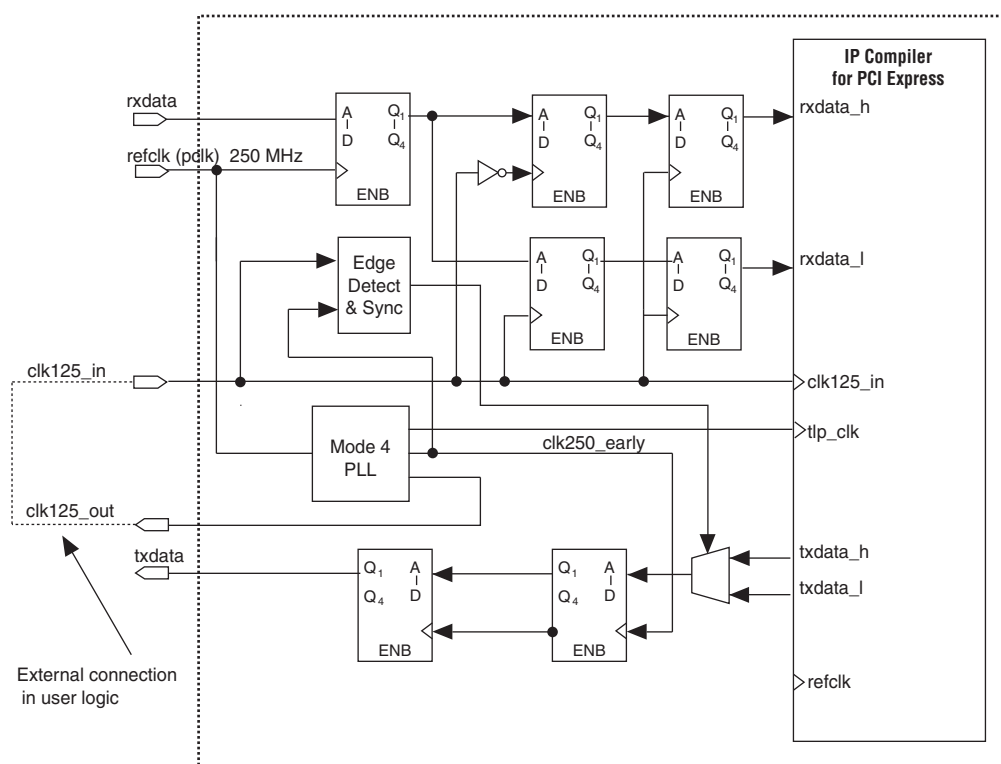 IP Compiler
for PCI Express
rxdata
A
D
Q1
Q4
ENB
A
D
Q1
Q4
ENB
A
D
Q1
Q4
ENB
rxdata_h
refclk (pclk) 250 MHz
Edge
Detect
& Sync
A
D
Q1
Q4
ENB
A
D
Q1
Q4
ENB
rxdata_l
clk125_in
clk125_in
Mode 4
PLL
tlp_clk
clk250_early
clk125_out
txdata
Q1
Q4
A
D
ENB
Q1
Q4
A
D
ENB
txdata_h
txdata_l
External connection
in user logic
refclk